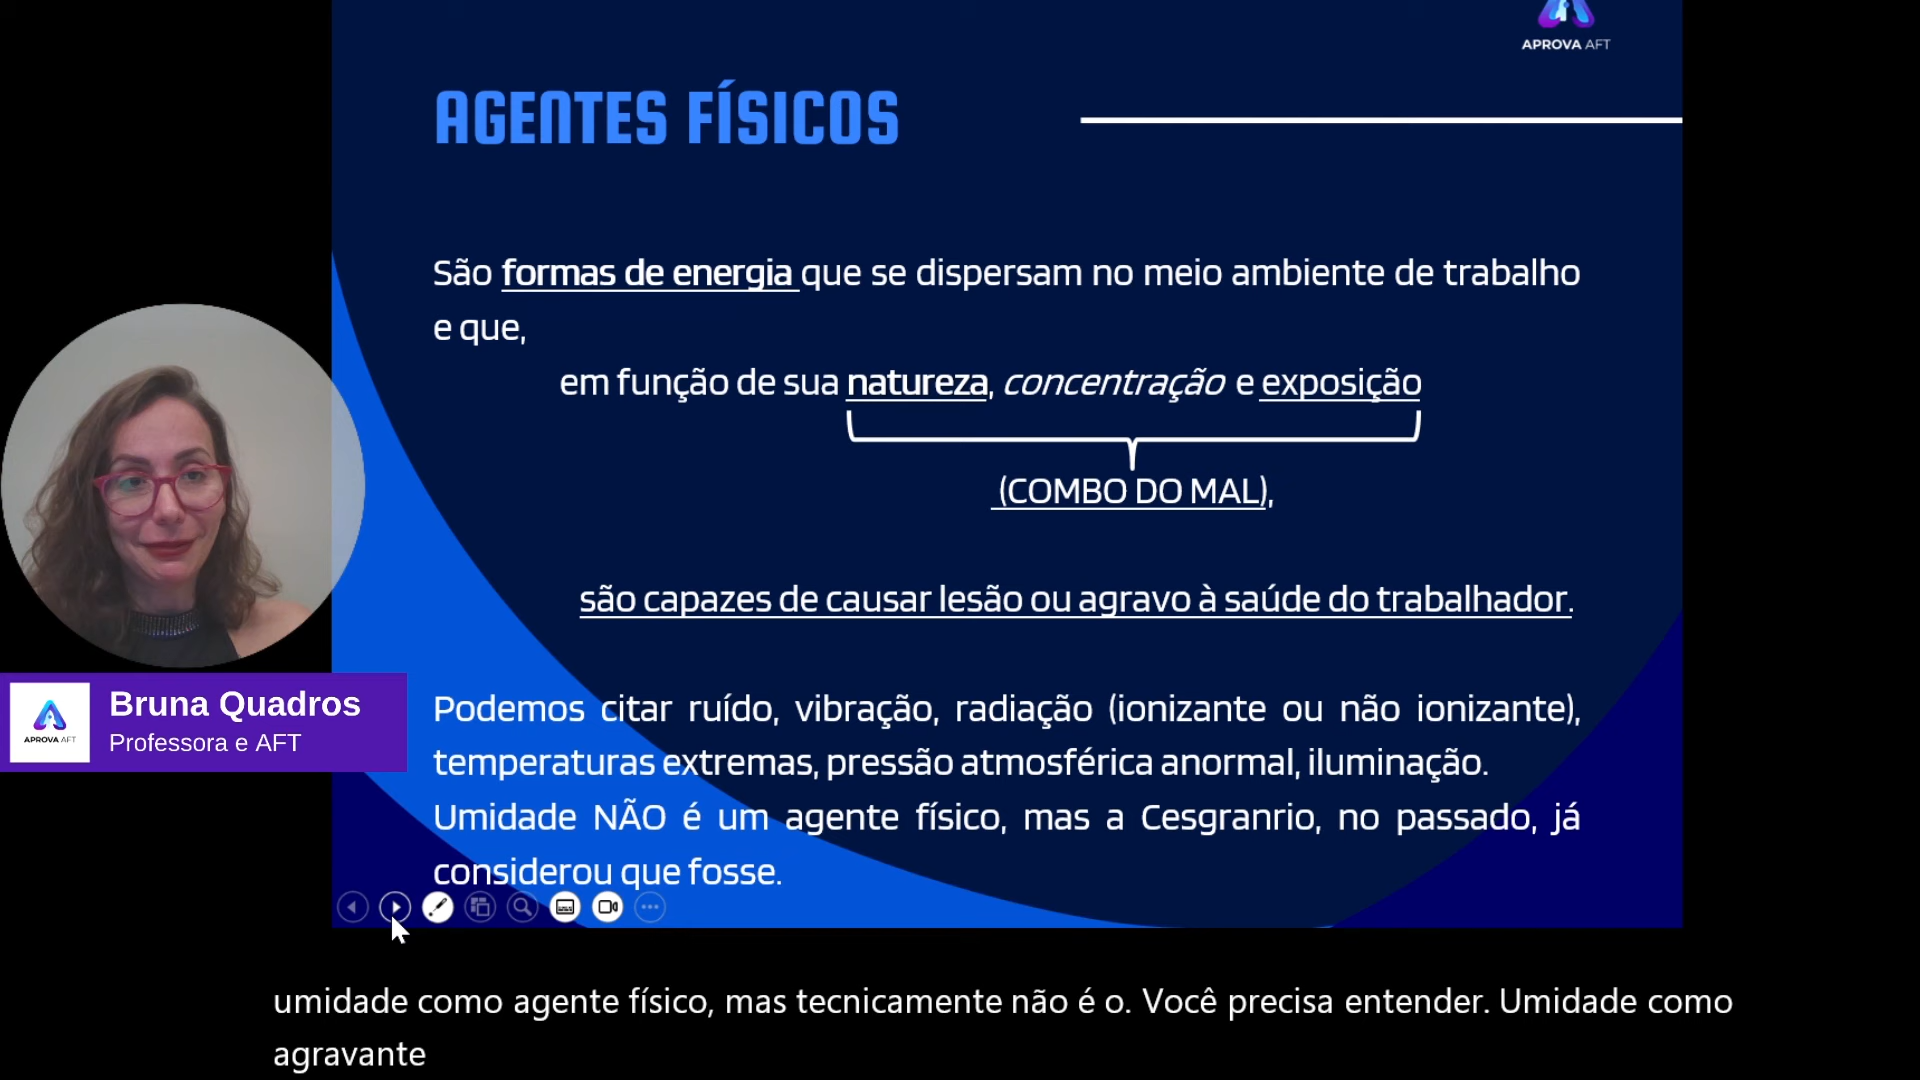 APROVA AFT
AGENTES FÍSICOS
São formas de energia que se dispersam no meio ambiente de trabalho
e que,
em função de sua natureza, concentração e exposição
(COMBO DO MAL),
são capazes de causar lesão ou agravo à saúde do trabalhador.
Bruna Quadros
Professora e AFT
APROVA AFT
Podemos citar ruído, vibração, radiação (ionizante ou não ionizante),
temperaturas extremas, pressão atmosférica anormal, iluminação.
Umidade NÃO é um agente físico, mas a Cesgranrio, no passado, já
considerou que fosse.
umidade como agente físico, mas tecnicamente não é o. Você precisa entender. Umidade como
agravante